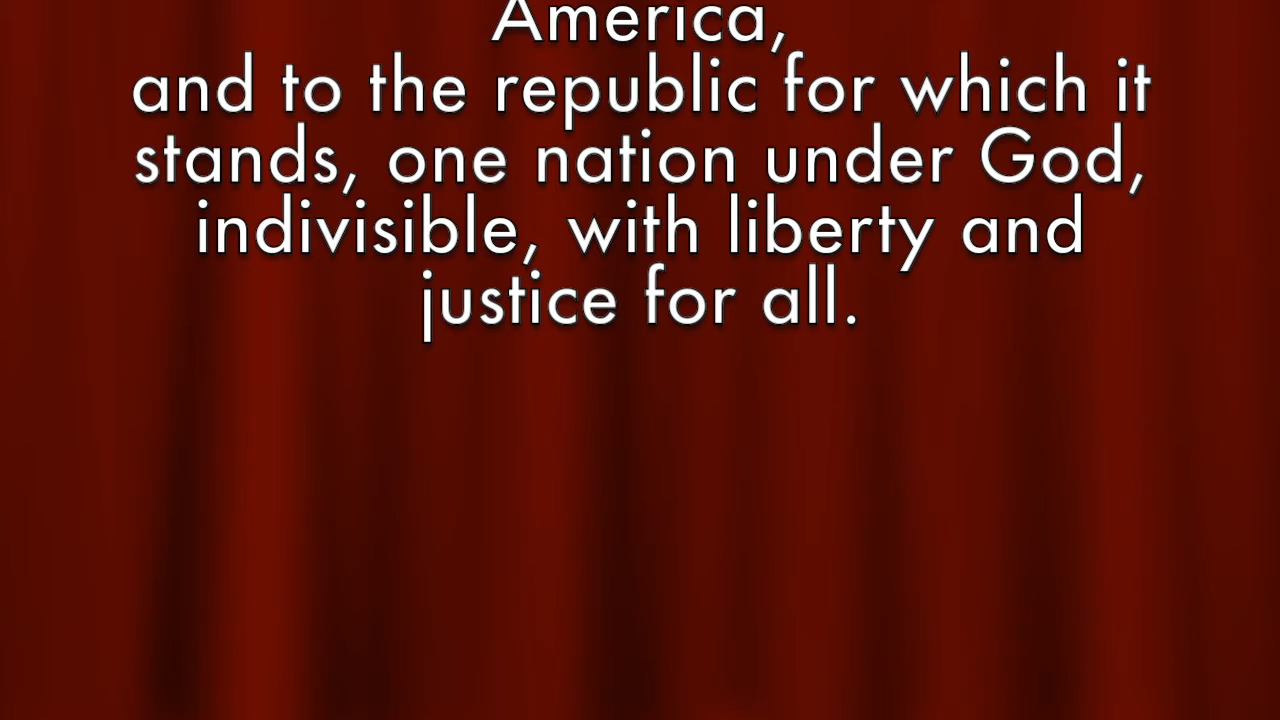 America,
and to the republic for which it
stands, one nation under God,
indivisible, with liberty and
justice for all.